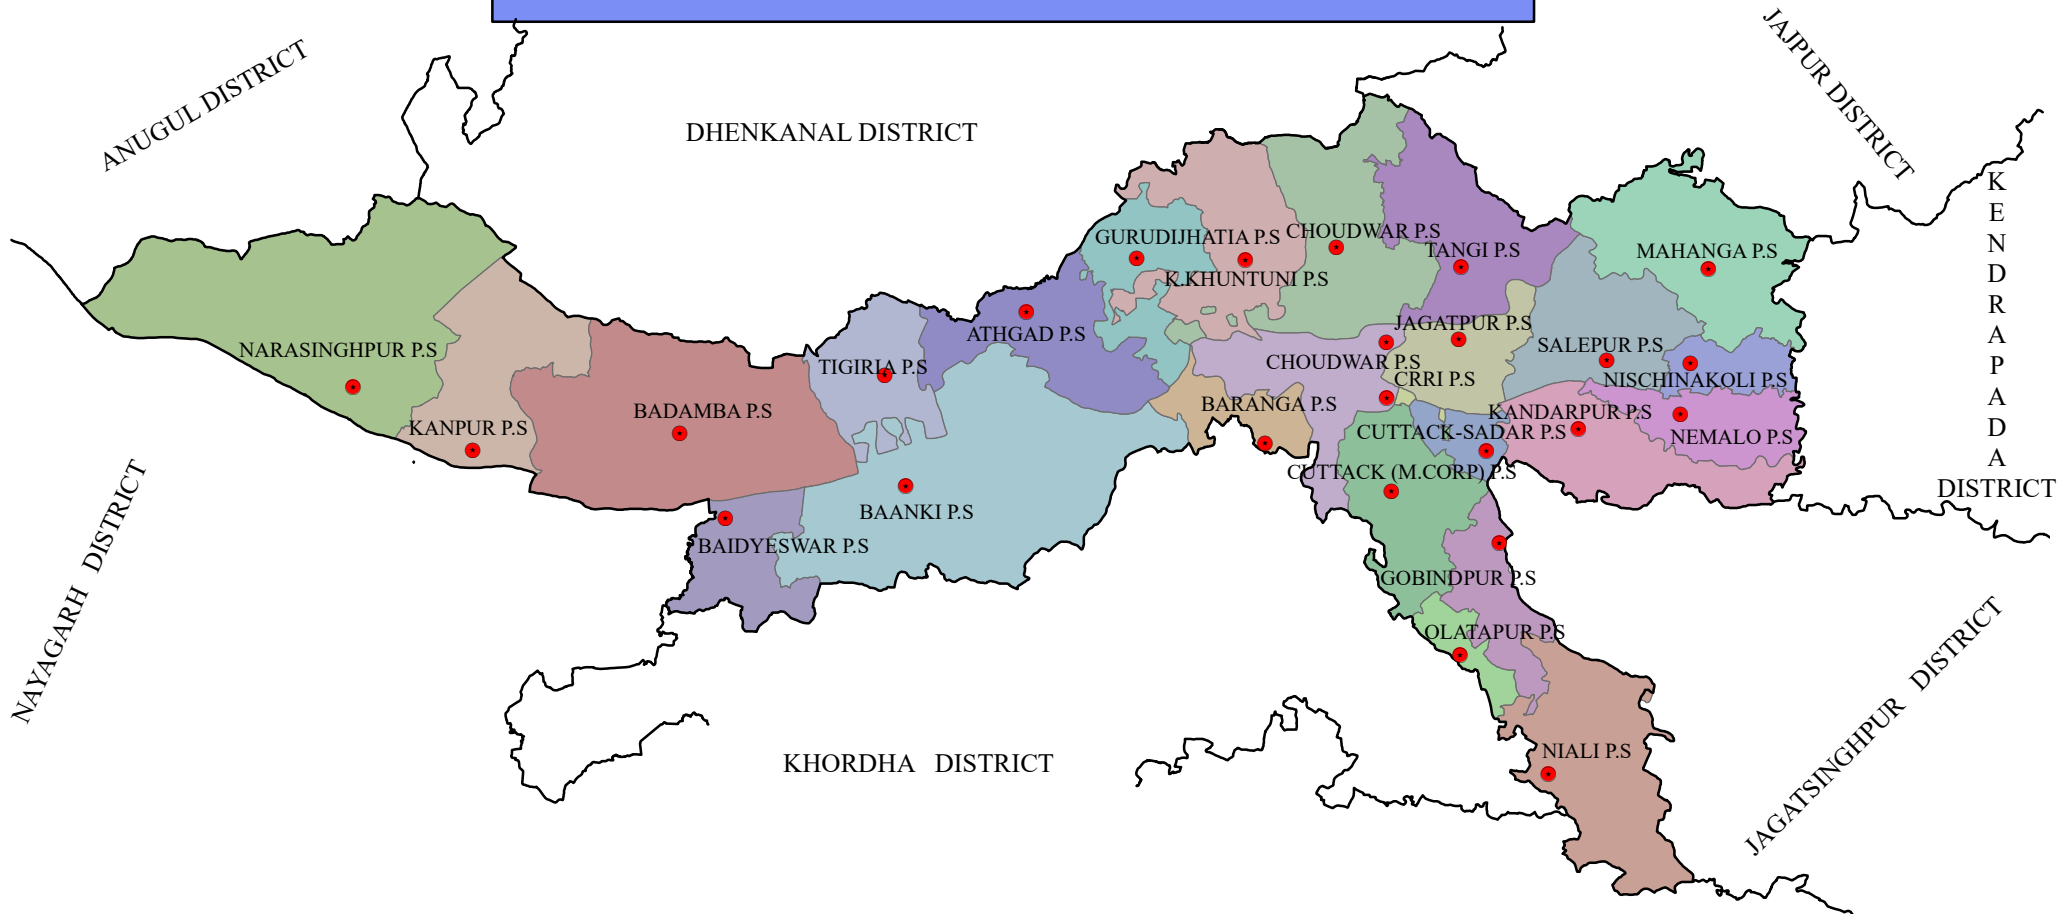 ANUGUL DISTRICT
DHENKANAL DISTRICT
JAJPUR DISTRICT
KENDRAPADA
DISTRICT
GURUDIJHATIA P.S
CHOUDWAR P.S
TANGI P.S
MAHANGA P.S
K.KHUNTUNI P.S
NARASINGHPUR P.S
ATHGAD P.S
JAGATPUR P.S
TIGIRIA P.S
CHOUDWAR P.S
SALEPUR P.S
CRRI P.S
NISCHINAKOLI P.S
BADAMBA P.S
BARANGA P.S
KANDARPUR P.S
KANPUR P.S
CUTTACK-SADAR P.S
NEMALO P.S
CUTTACK (M.CORP) P.S
BAANKI P.S
BAIDYESWAR P.S
GOBINDPUR P.S
OLATAPUR P.S
NIALI P.S
NAYAGARH DISTRICT
KHORDHA DISTRICT
JAGATSINGHPUR DISTRICT